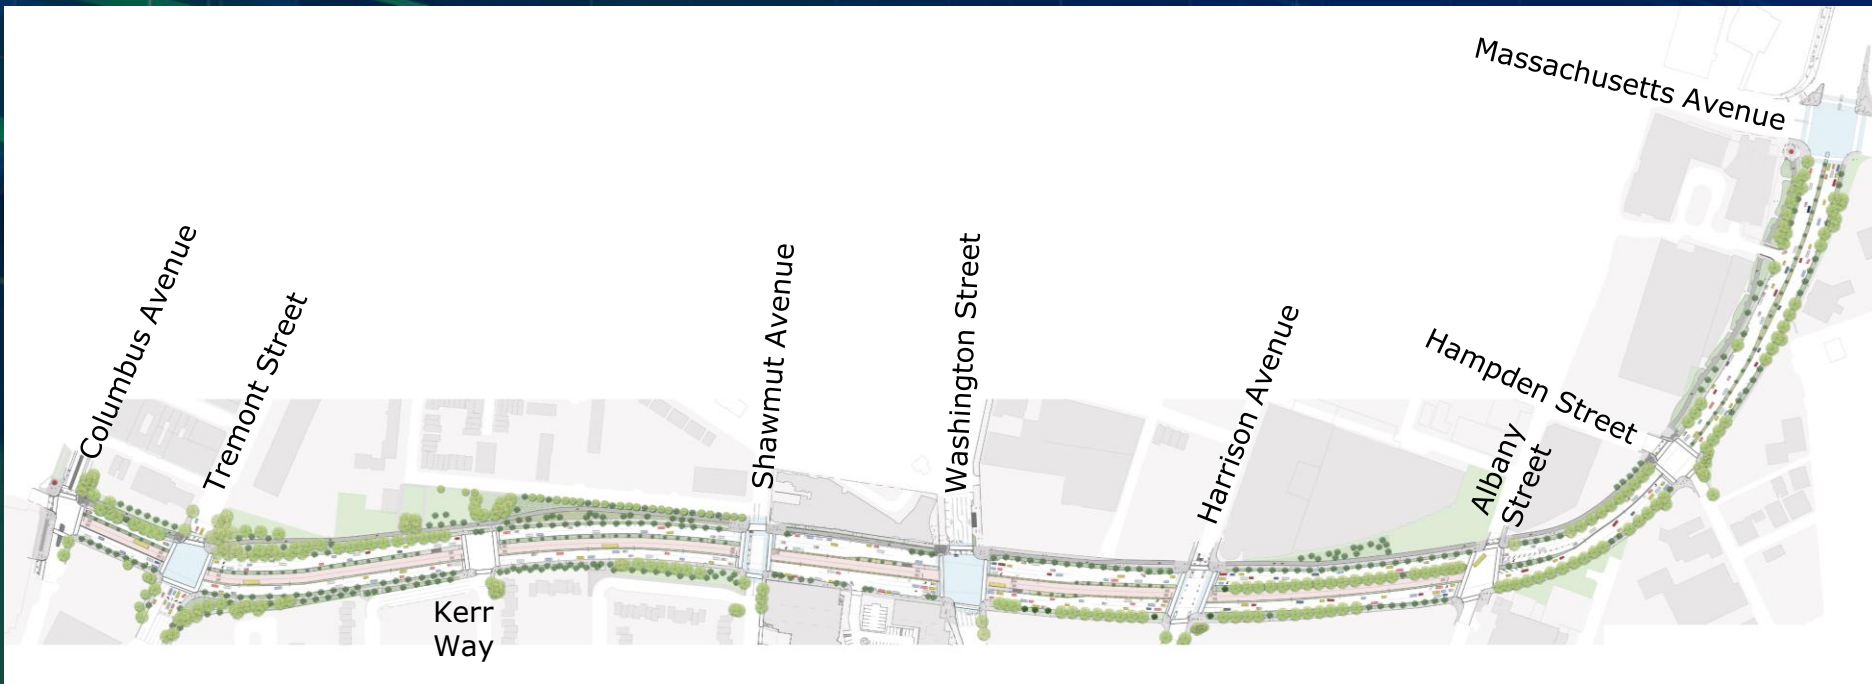 Massachusetts Avenue
Columbus Avenue
Tremont Street
Shawmut Avenue
Washington Street
Harrison Avenue
Hampden Street
Albany
Street
Kerr
Way